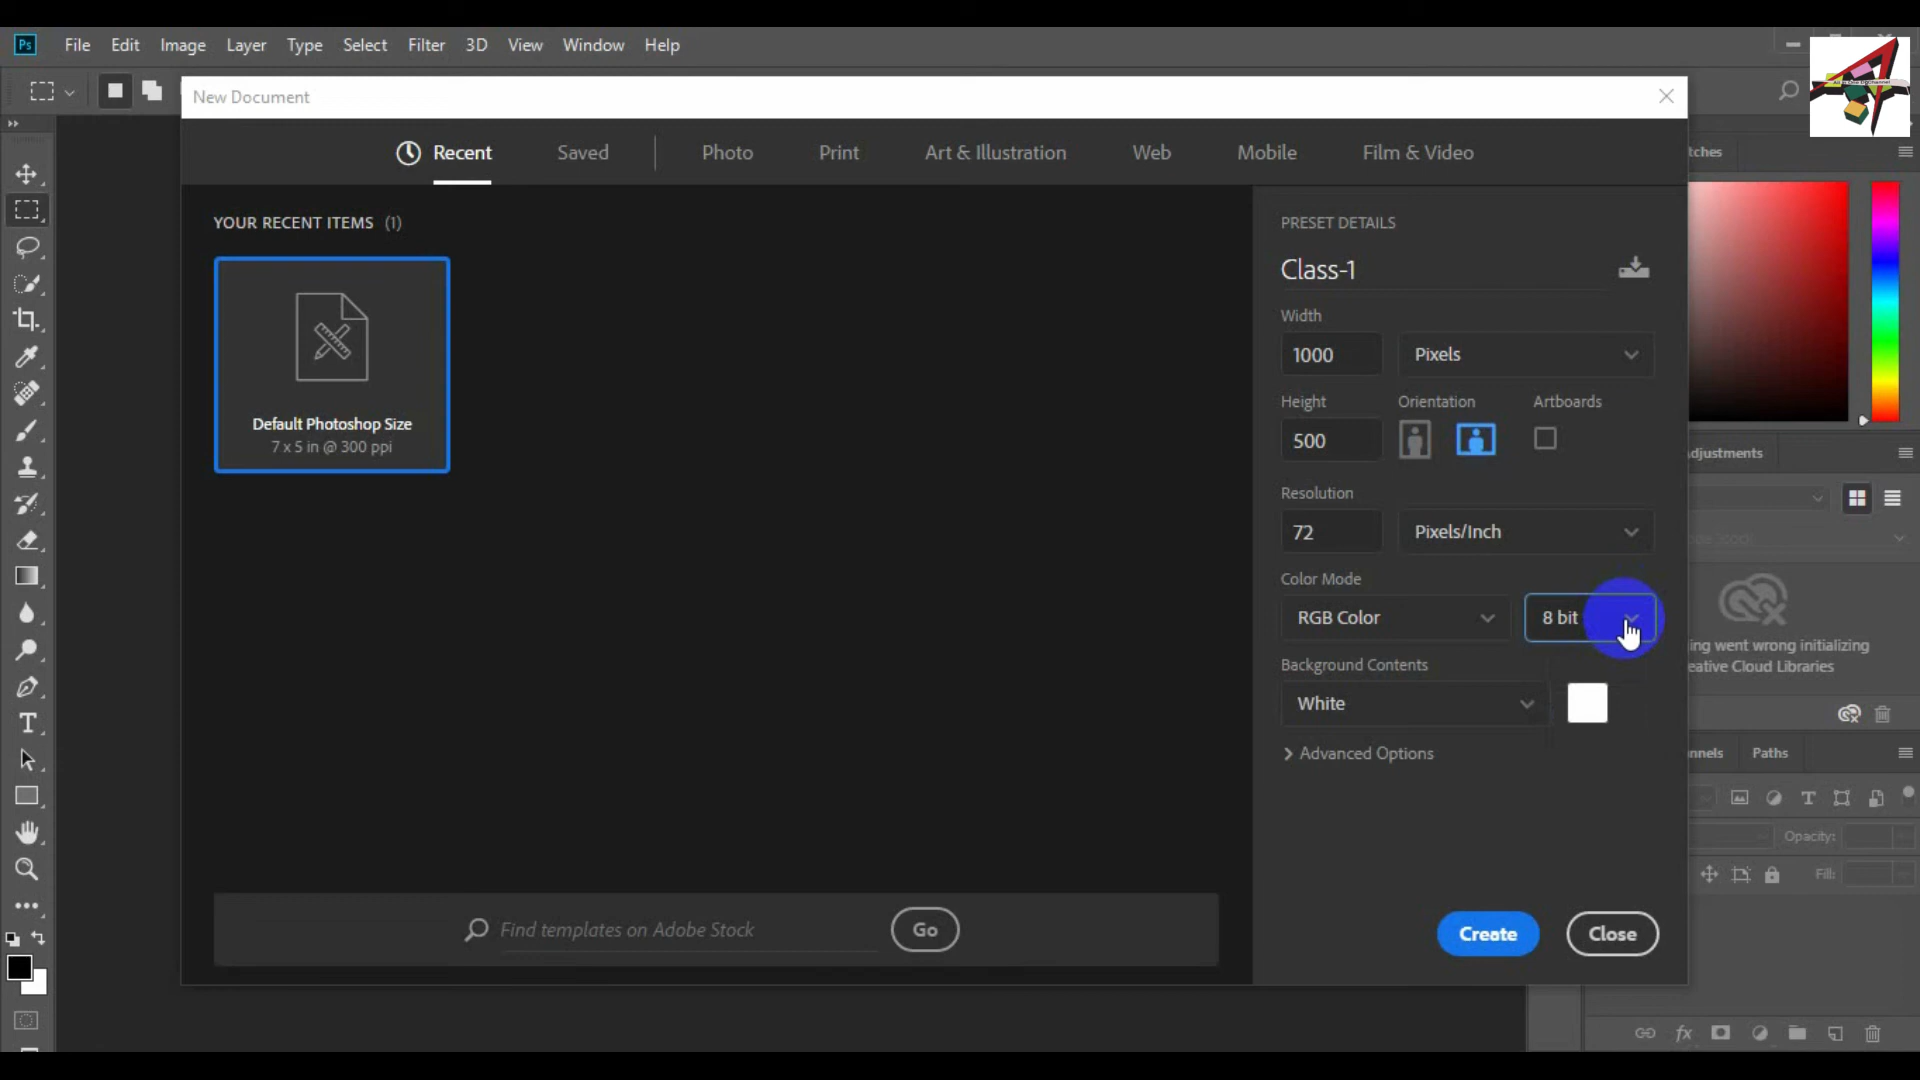 Ps File Edit Image Layer Type Select Filter 3D View Window Help
New Document
Recent Saved Photo Print Art & Illustration Web Mobile Film & Video
tches
YOUR RECENT ITEMS (1)
Default Photoshop Size
7 x 5 in @ 300 ppi
Find templates on Adobe Stock Go
PRESET DETAILS
Class-1
Width
1000 Pixels
Height Orientation Artboards
500
Resolution
72 Pixels/Inch
Color Mode
RGB Color 8 bit
Background Contents
White
Advanced Options
Create Close
djustments
ing went wrong initializing
eative Cloud Libraries
nnels Paths
Opacity:
Fill: